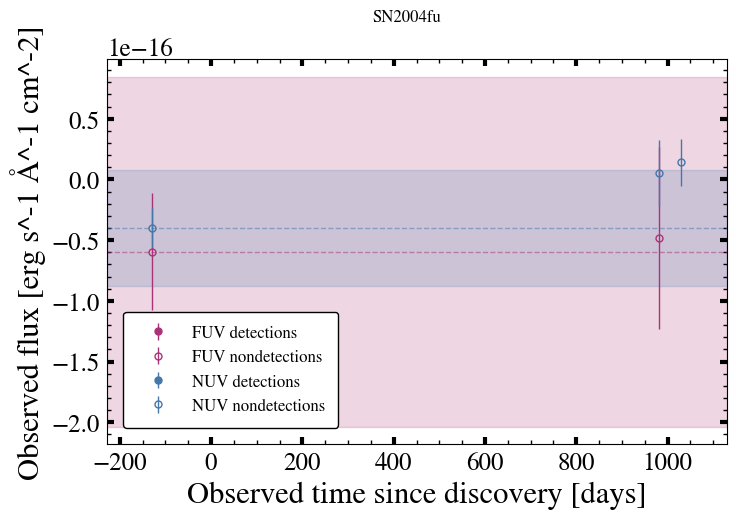 SN2004fu
1e−16
Observed flux [erg s^-1 Å^-1 cm^-2]
0.5
0.0
−0.5
−1.0
−1.5
−2.0
FUV detections
FUV nondetections
NUV detections
NUV nondetections
−200 0 200 400 600 800 1000
Observed time since discovery [days]